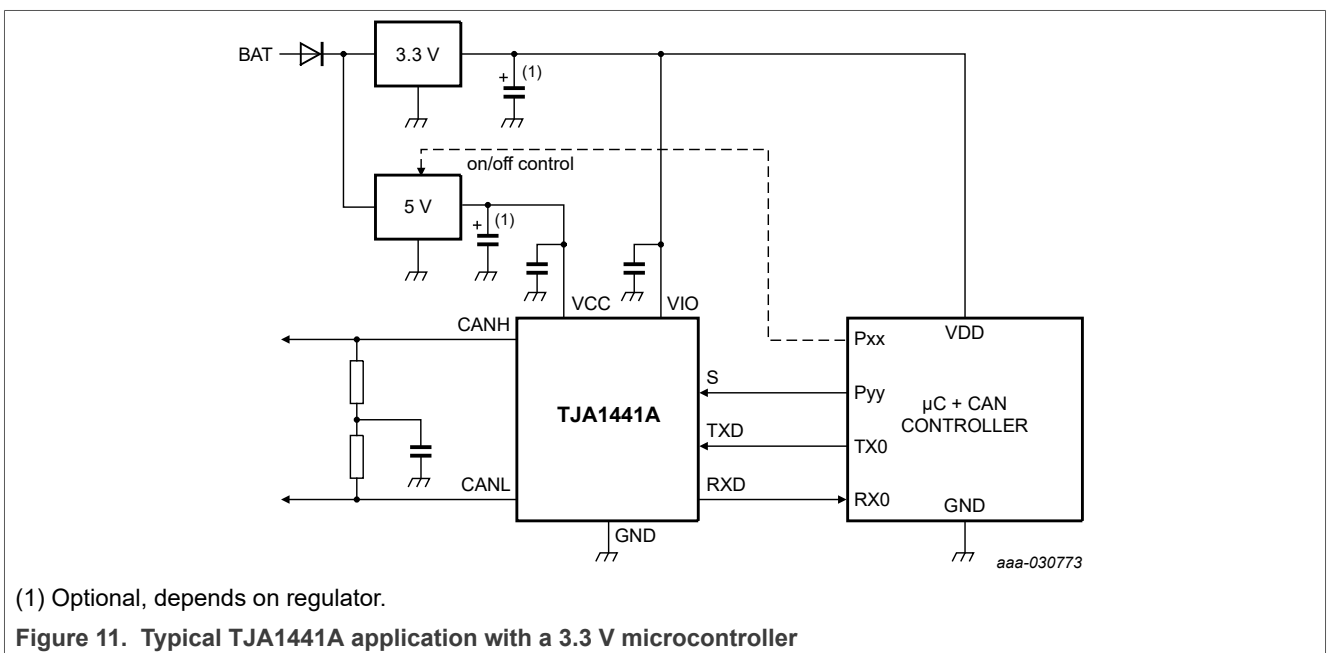 BAT
3.3 V
+ (1)
on/off control
5 V
+ (1)
VCC
VIO
CANH
Pxx
VDD
S
Pyy
TJA1441A
µC + CAN
CONTROLLER
TXD
TX0
CANL
RXD
RX0
GND
GND
aaa-030773
(1) Optional, depends on regulator.
Figure 11. Typical TJA1441A application with a 3.3 V microcontroller